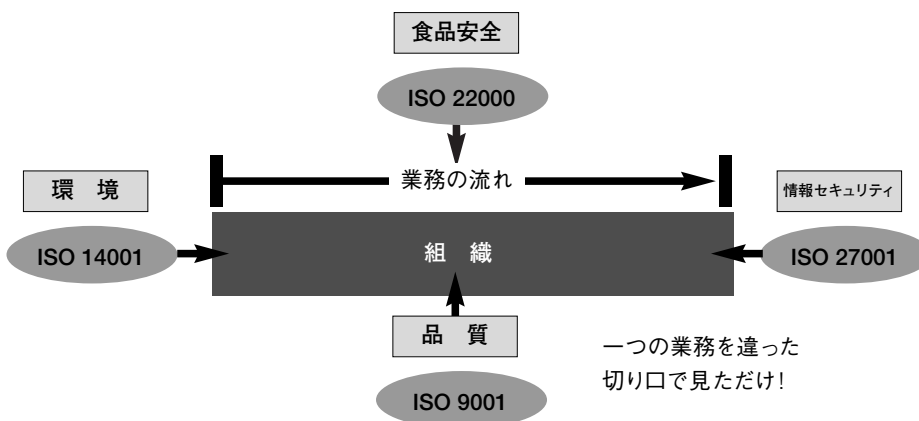 食品安全
ISO 22000
業務の流れ
環　境
情報セキュリティ
ISO 14001
組　織
ISO 27001
品　質
ISO 9001
一つの業務を違った
切り口で見ただけ！